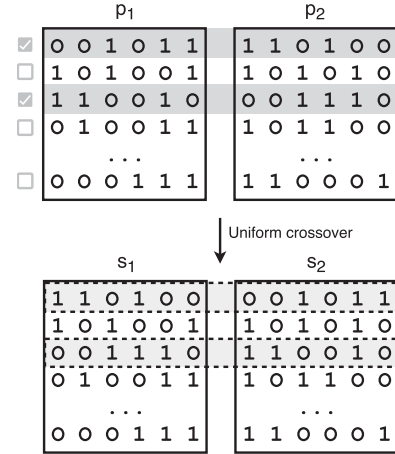 p1 p2
0 0 1 0 1 1 1 1 0 1 0 0
1 0 1 0 0 1 1 0 1 0 1 0
1 1 0 0 1 0 0 0 1 1 1 0
0 1 0 0 1 1 1 0 1 1 0 0
... ...
0 0 0 1 1 1 1 1 0 0 0 1
Uniform crossover
s1 s2
1 1 0 1 0 0 0 0 1 0 1 1
1 0 1 0 0 1 1 0 1 0 1 0
0 0 1 1 1 0 1 1 0 0 1 0
0 1 0 0 1 1 1 0 1 1 0 0
... ...
0 0 0 1 1 1 1 1 0 0 0 1